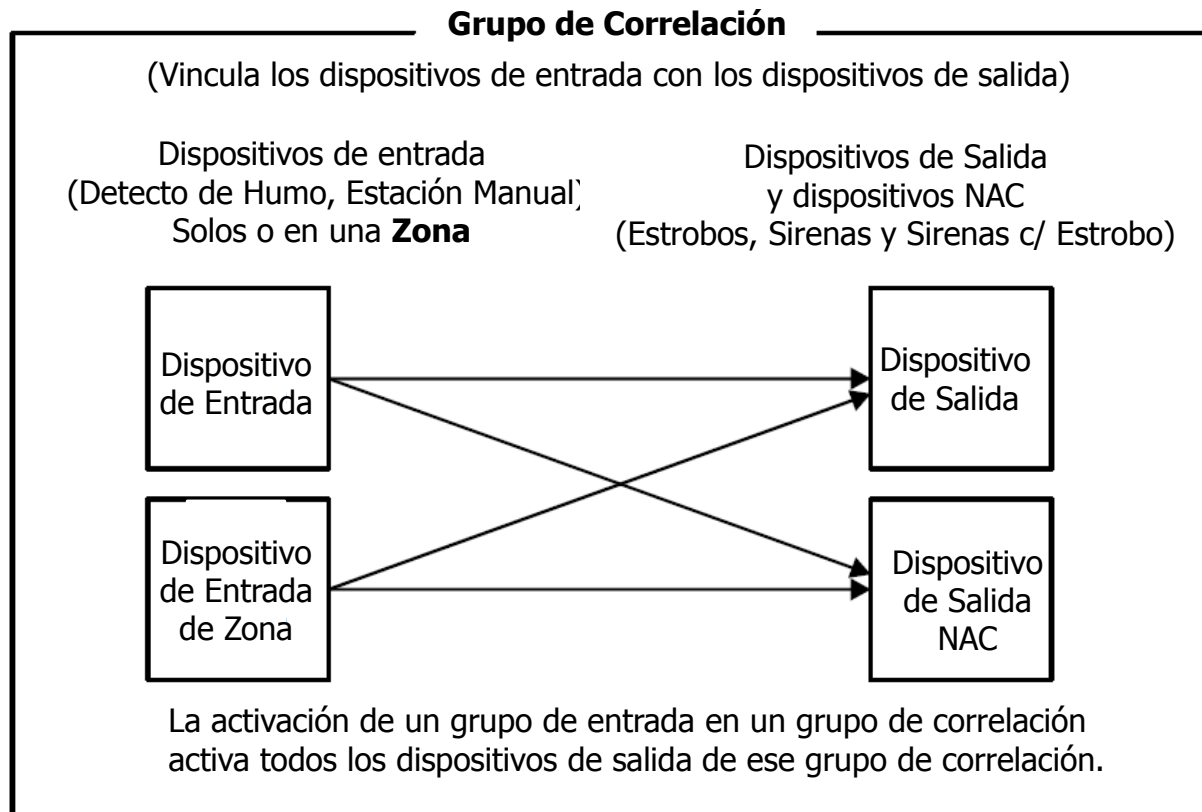 Grupo de Correlación
(Vincula los dispositivos de entrada con los dispositivos de salida)
Dispositivos de entrada
(Detecto de Humo, Estación Manual)
Solos o en una Zona
Dispositivos de Salida
y dispositivos NAC
(Estrobos, Sirenas y Sirenas c/ Estrobo)
Dispositivo
de Entrada
Dispositivo
de Salida
Dispositivo
de Entrada
de Zona
Dispositivo
de Salida
NAC
La activación de un grupo de entrada en un grupo de correlación
activa todos los dispositivos de salida de ese grupo de correlación.